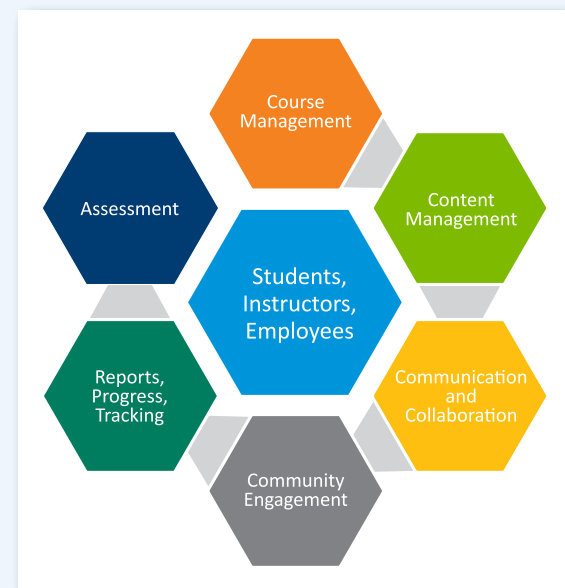 Course
Management
Assessment
Content
Management
Students,
Instructors,
Employees
Reports,
Progress,
Tracking
Communication
and
Collaboration
Community
Engagement